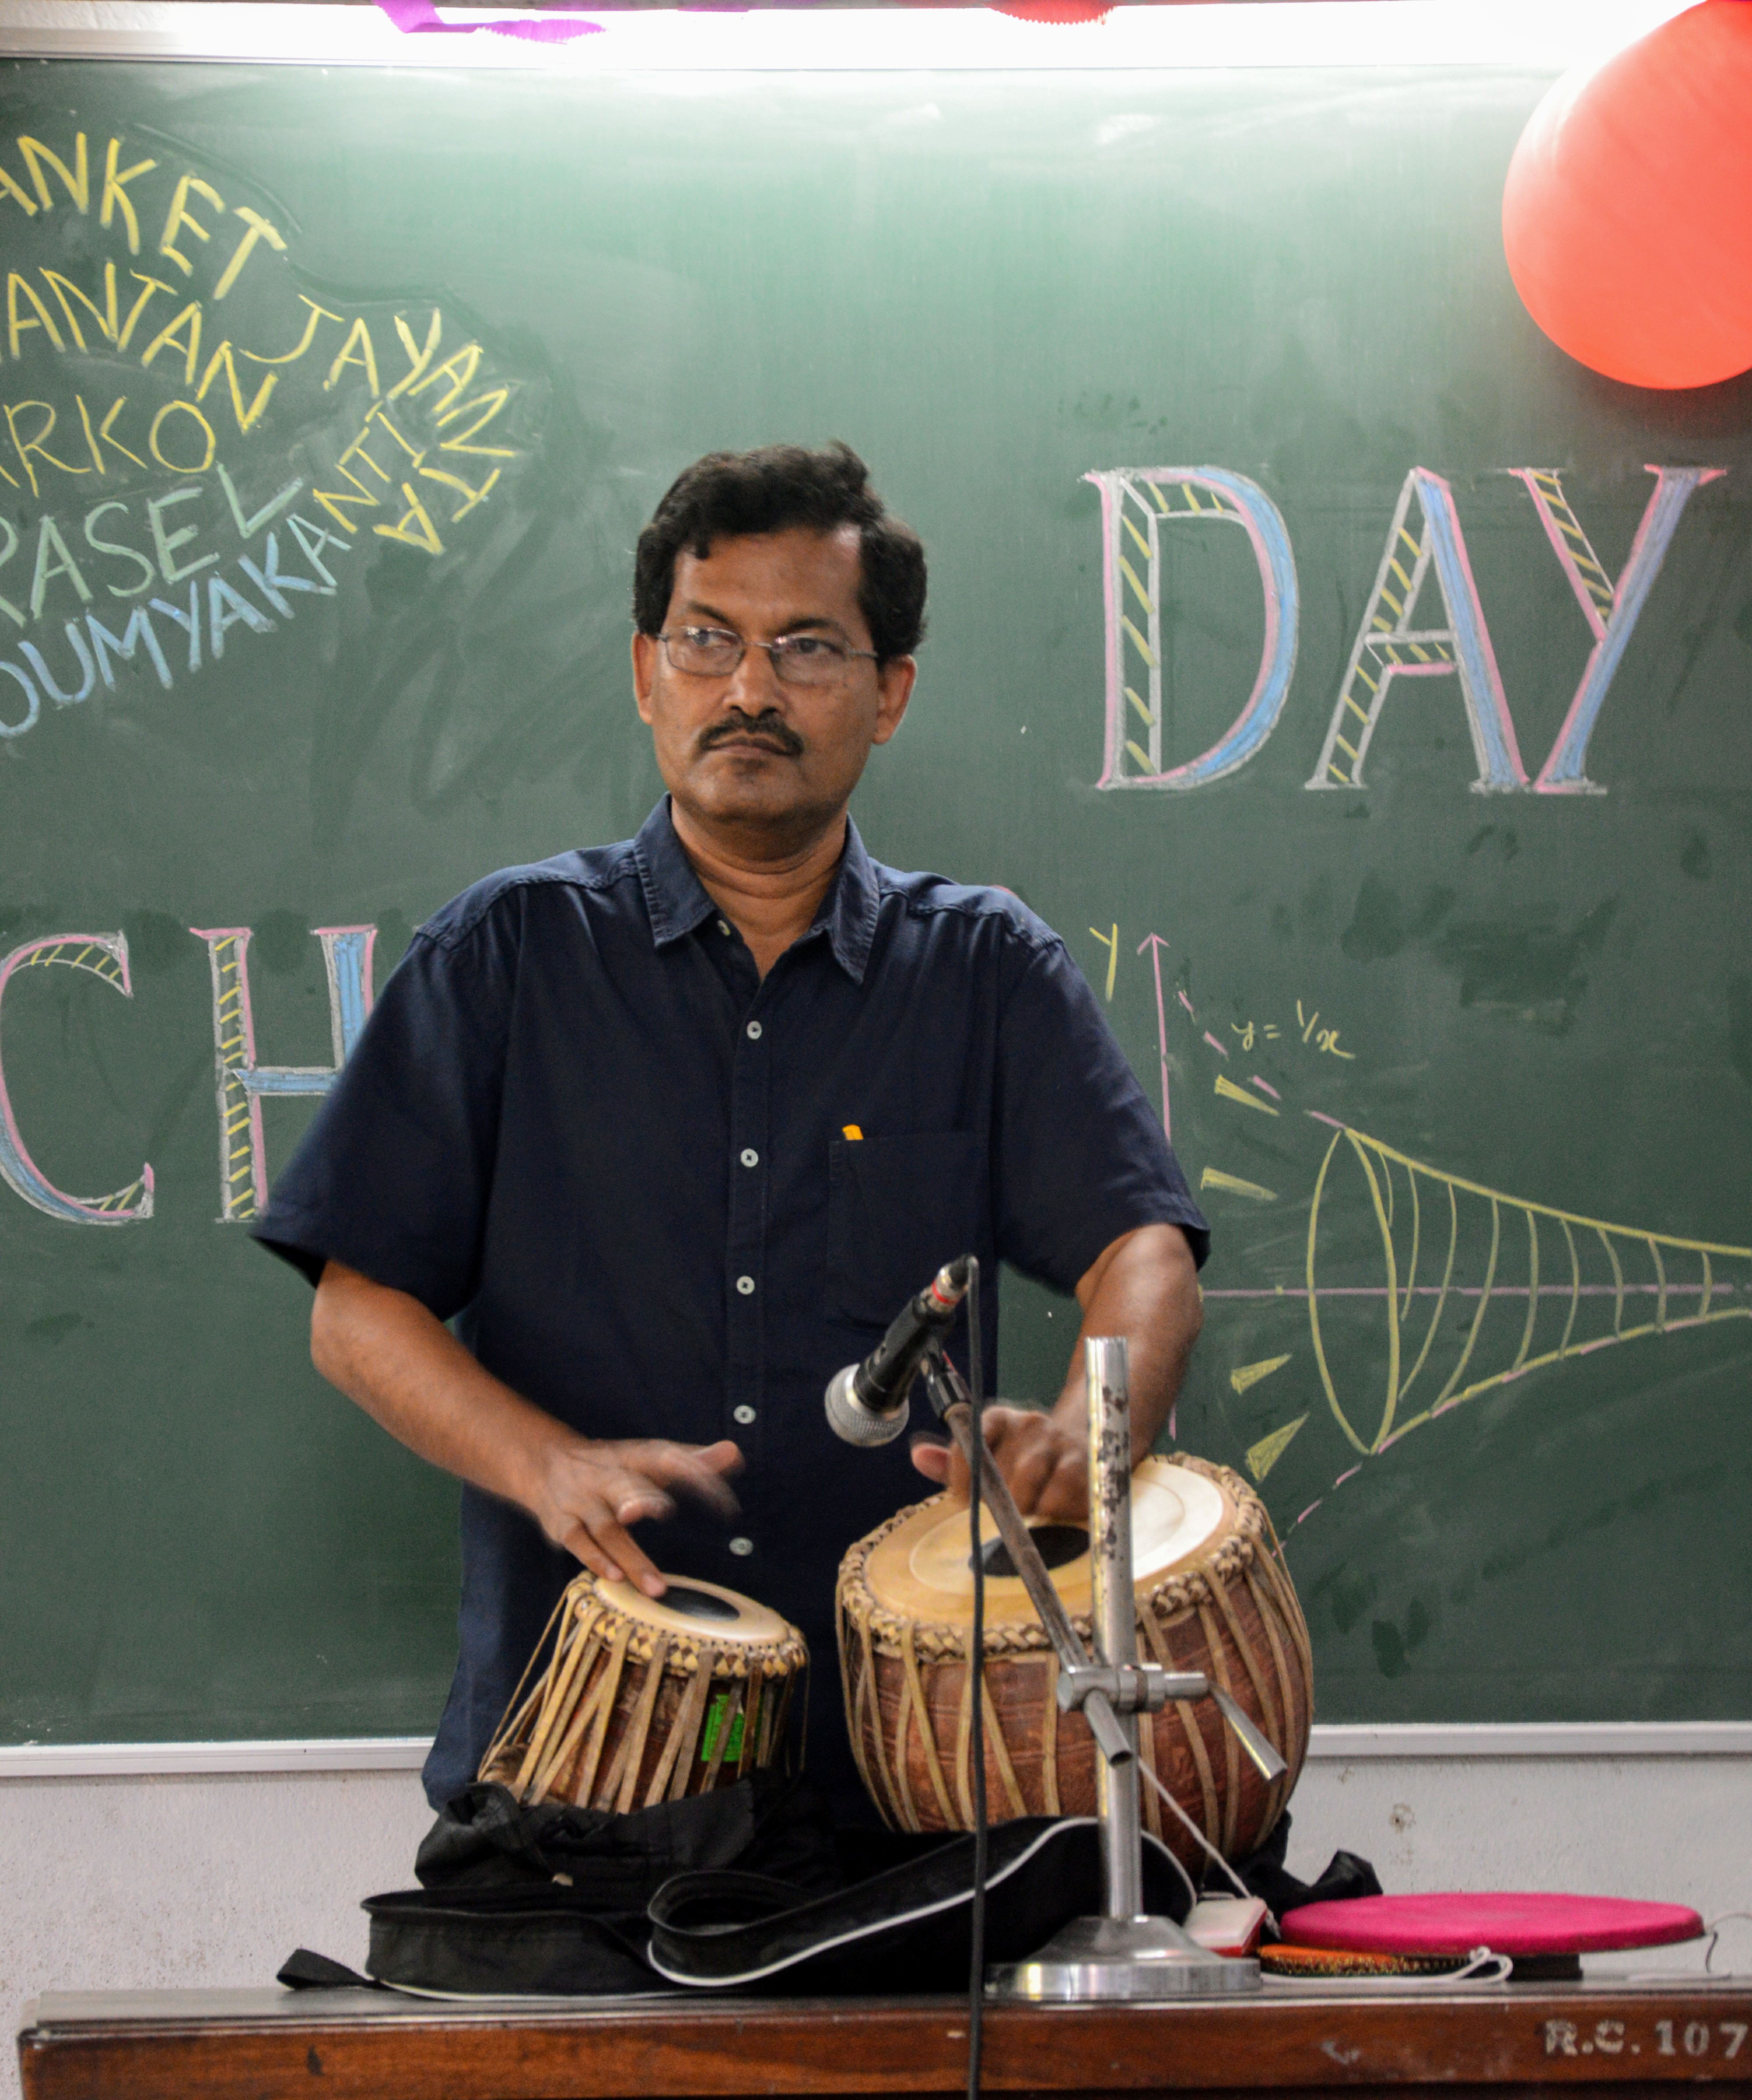 ANKET
ANTAN
JAYANTA
ARKO
RASEL
OUMYAKANTI
DAY
CH
Y
y = 1/x
R.C. 107